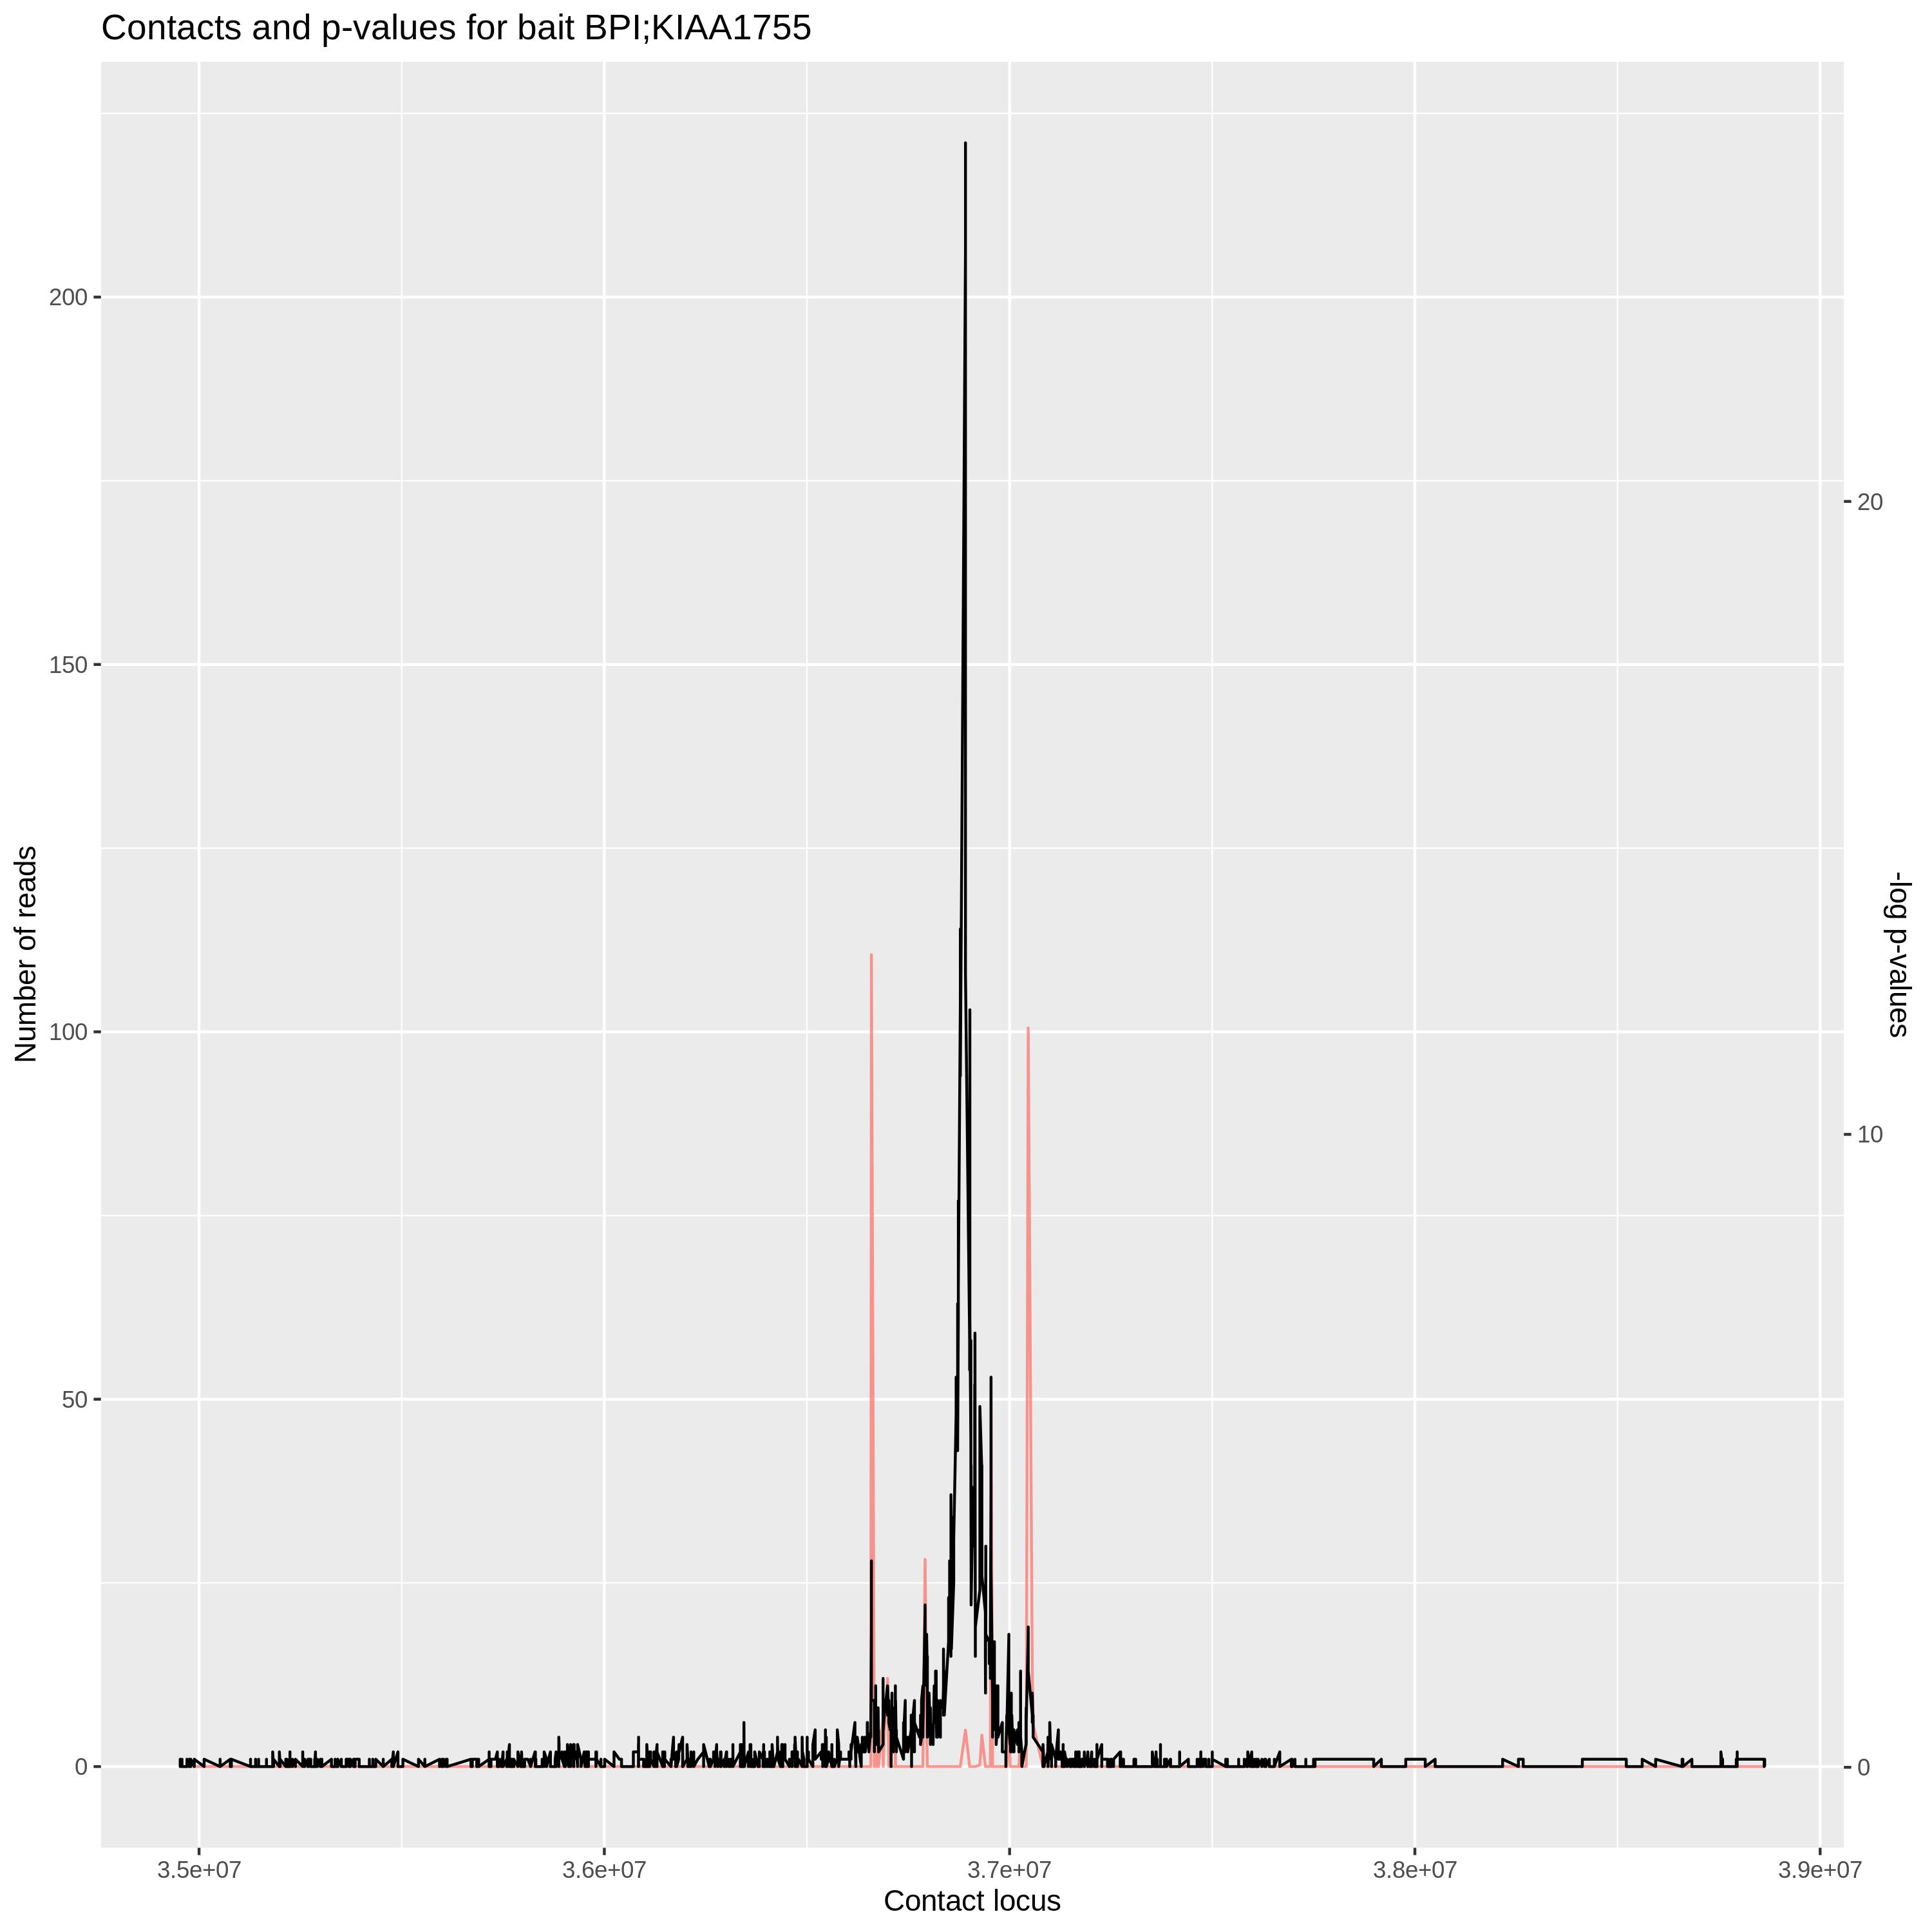 Contacts and p-values for bait BPI;KIAA1755
200
150
100
50
0
Number of reads
20
10
0
-log p-values
3.5e+07
3.6e+07
3.7e+07
3.8e+07
3.9e+07
Contact locus